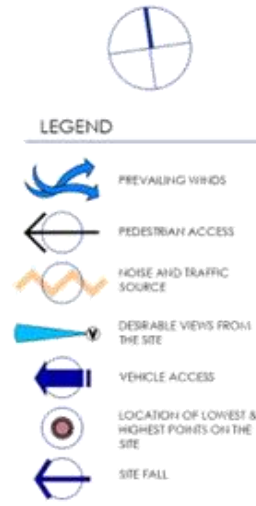 LEGEND
PREVAILING WINDS
PEDESTRIAN ACCESS
NOISE AND TRAFFIC
SOURCE
DESIRABLE VIEWS FROM
THE SITE
V
VEHICLE ACCESS
LOCATION OF LOWEST &
HIGHEST POINTS ON THE
SITE
SITE FALL